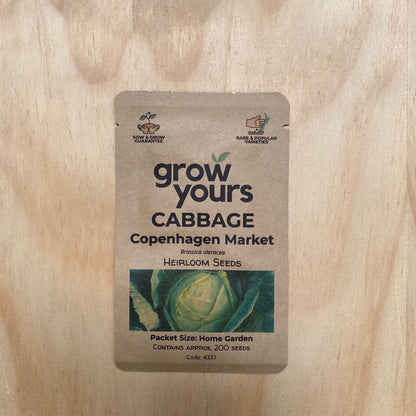 SOW & GROW
GUARANTEE
RARE & POPULAR
VARIETIES
grow
yours
CABBAGE
Copenhagen Market
Brassica oleracea
HEIRLOOM SEEDS
Packet Size: Home Garden
CONTAINS APPROX. 200 SEEDS
Code: 4337